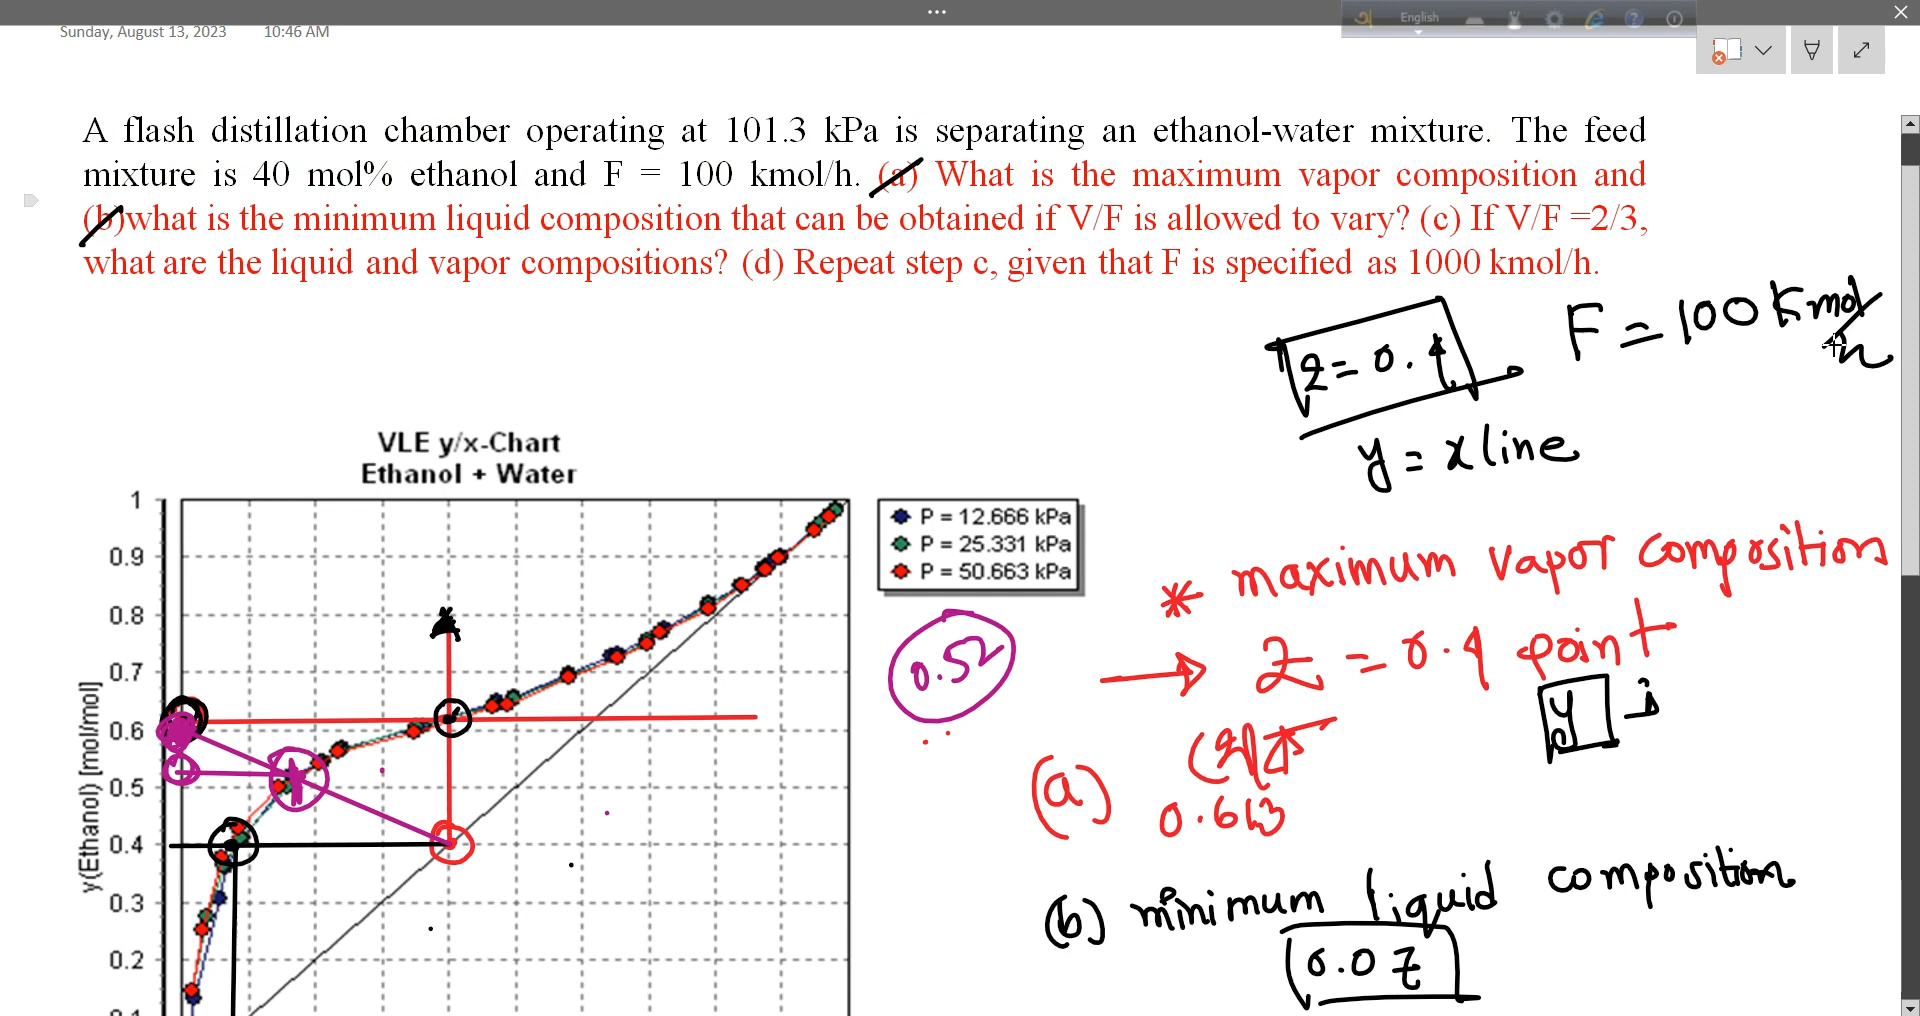 Sunday, August 13, 2023 10:46 AM
English
A flash distillation chamber operating at 101.3 kPa is separating an ethanol-water mixture. The feed
mixture is 40 mol% ethanol and F = 100 kmol/h. (a) What is the maximum vapor composition and
(b)what is the minimum liquid composition that can be obtained if V/F is allowed to vary? (c) If V/F =2/3,
what are the liquid and vapor compositions? (d) Repeat step c, given that F is specified as 1000 kmol/h.
z = 0.4
F = 100 Kmol/h
y = x line
VLE y/x-Chart
Ethanol + Water
P = 12.666 kPa
P = 25.331 kPa
P = 50.663 kPa
1
0.9
0.8
0.7
0.6
0.5
0.4
0.3
0.2
0.1
y(Ethanol) [mol/mol]
0.52
* maximum vapor composition
→ z = 0.4 point
y
(a)
0.613
(b) minimum liquid composition
0.07